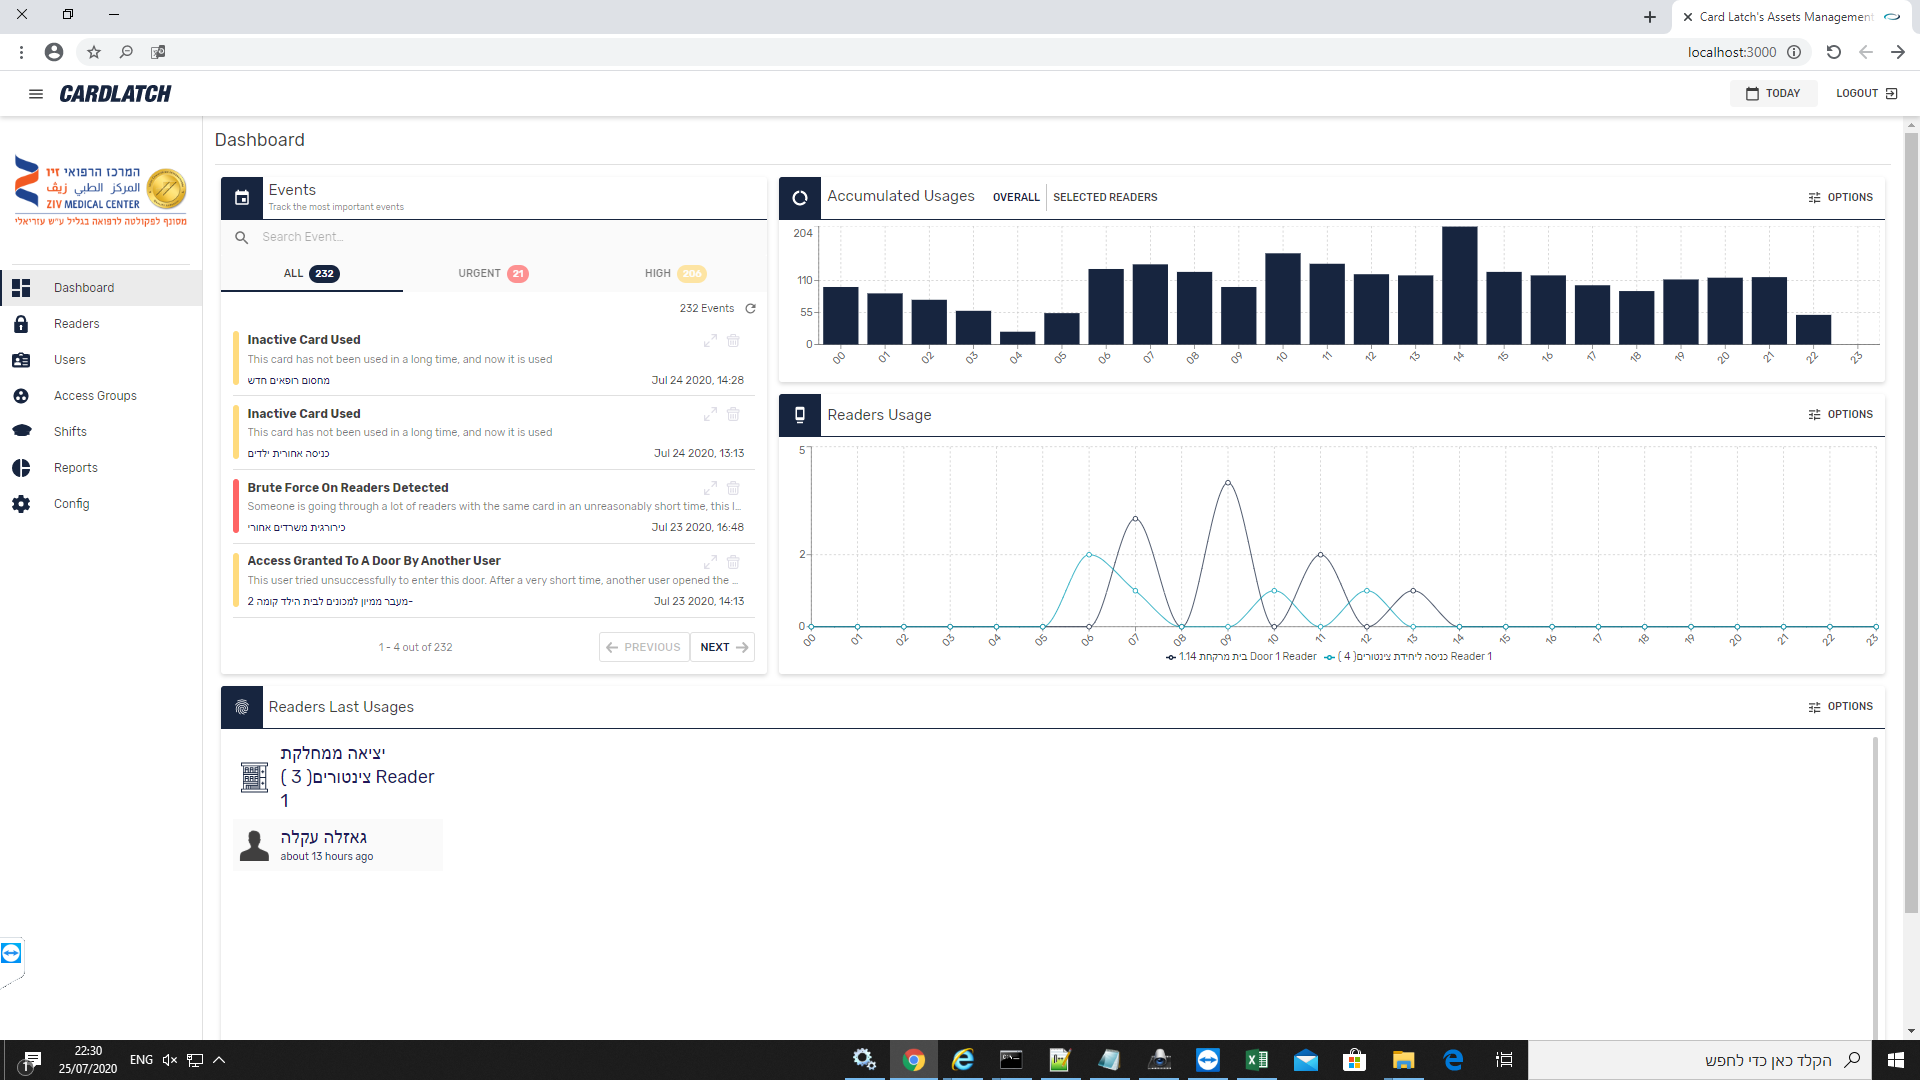 Card Latch's Assets Management
localhost:3000
CARDLATCH
TODAY
LOGOUT
המרכז הרפואי זיו
המרکز الطبي زيڤ
ZIV MEDICAL CENTER
מסונף לפקולטה לרפואה בגליל ע״ש עזריאלי
Dashboard
Readers
Users
Access Groups
Shifts
Reports
Config
Dashboard
Events
Track the most important events
Search Event...
ALL 232
URGENT 21
HIGH 206
232 Events
Inactive Card Used
This card has not been used in a long time, and now it is used
מחסום רופאים חדש
Jul 24 2020, 14:28
Inactive Card Used
This card has not been used in a long time, and now it is used
כניסה אחורית ילדים
Jul 24 2020, 13:13
Brute Force On Readers Detected
Someone is going through a lot of readers with the same card in an unreasonably short time, this l...
כירורגית משרדים אחורי
Jul 23 2020, 16:48
Access Granted To A Door By Another User
This user tried unsuccessfully to enter this door. After a very short time, another user opened the ...
מעבר ממיון למכונים לבית הילד קומה 2-
Jul 23 2020, 14:13
1 - 4 out of 232
PREVIOUS
NEXT
Accumulated Usages
OVERALL
SELECTED READERS
OPTIONS
204
110
55
0
00 01 02 03 04 05 06 07 08 09 10 11 12 13 14 15 16 17 18 19 20 21 22 23
Readers Usage
OPTIONS
5
2
0
00 01 02 03 04 05 06 07 08 09 10 11 12 13 14 15 16 17 18 19 20 21 22 23
1.14 בית מרקחת Door 1 Reader
כניסה ליחידת צינטורים( 4 ) Reader 1
Readers Last Usages
OPTIONS
יציאה ממחלקת
צינטורים( 3 ) Reader
1
גאזלה עקלה
about 13 hours ago
1
22:30
25/07/2020
ENG
הקלד כאן כדי לחפש